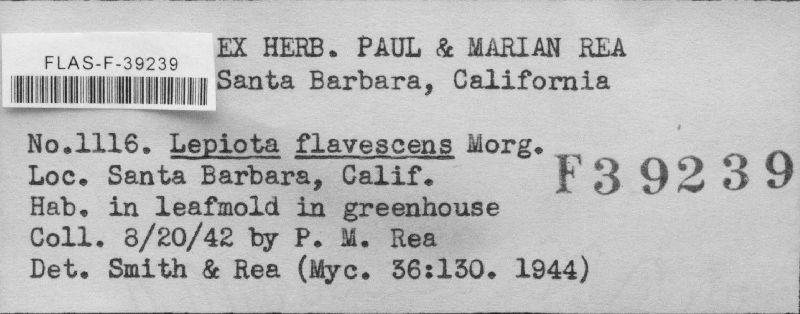 EX HERB. PAUL & MARIAN REA
FLAS-F-39239
Santa Barbara, California
No.1116. Lepiota flavescens Morg.
Loc. Santa Barbara, Calif.
F39239
Hab. in leafmold in greenhouse
Coll. 8/20/42 by P. M. Rea
Det. Smith & Rea (Myc. 36:130. 1944)